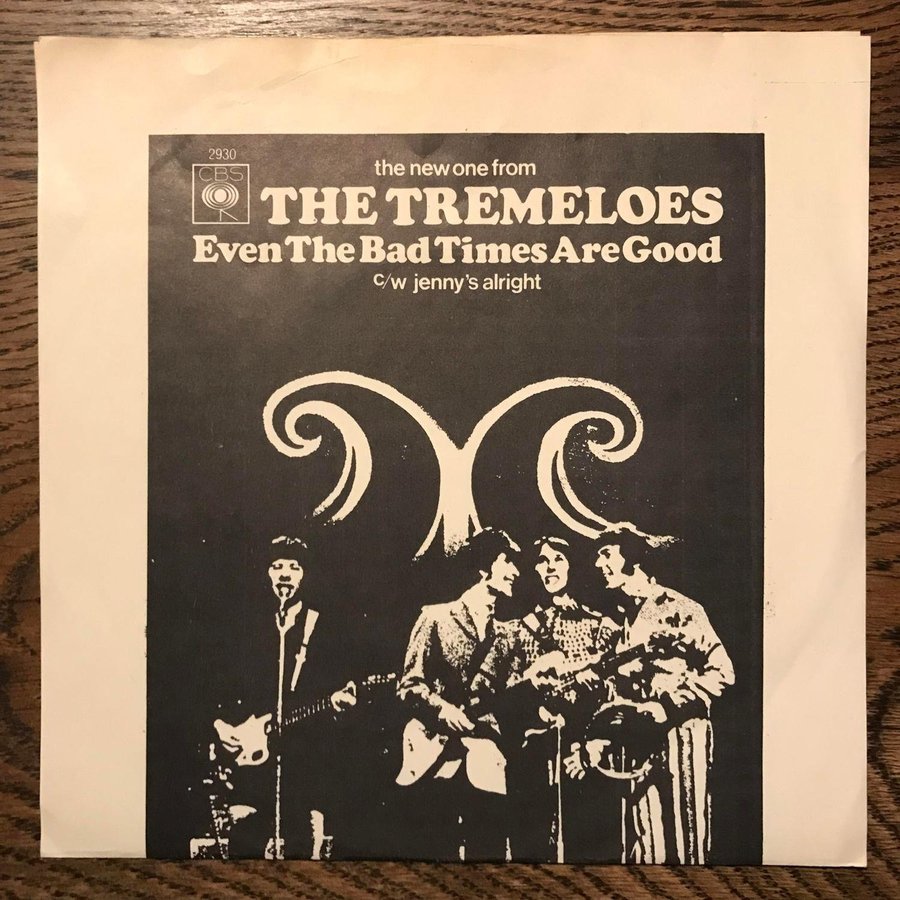 2930
CBS
the new one from
THE TREMELOES
Even The Bad Times Are Good
c/w jenny's alright